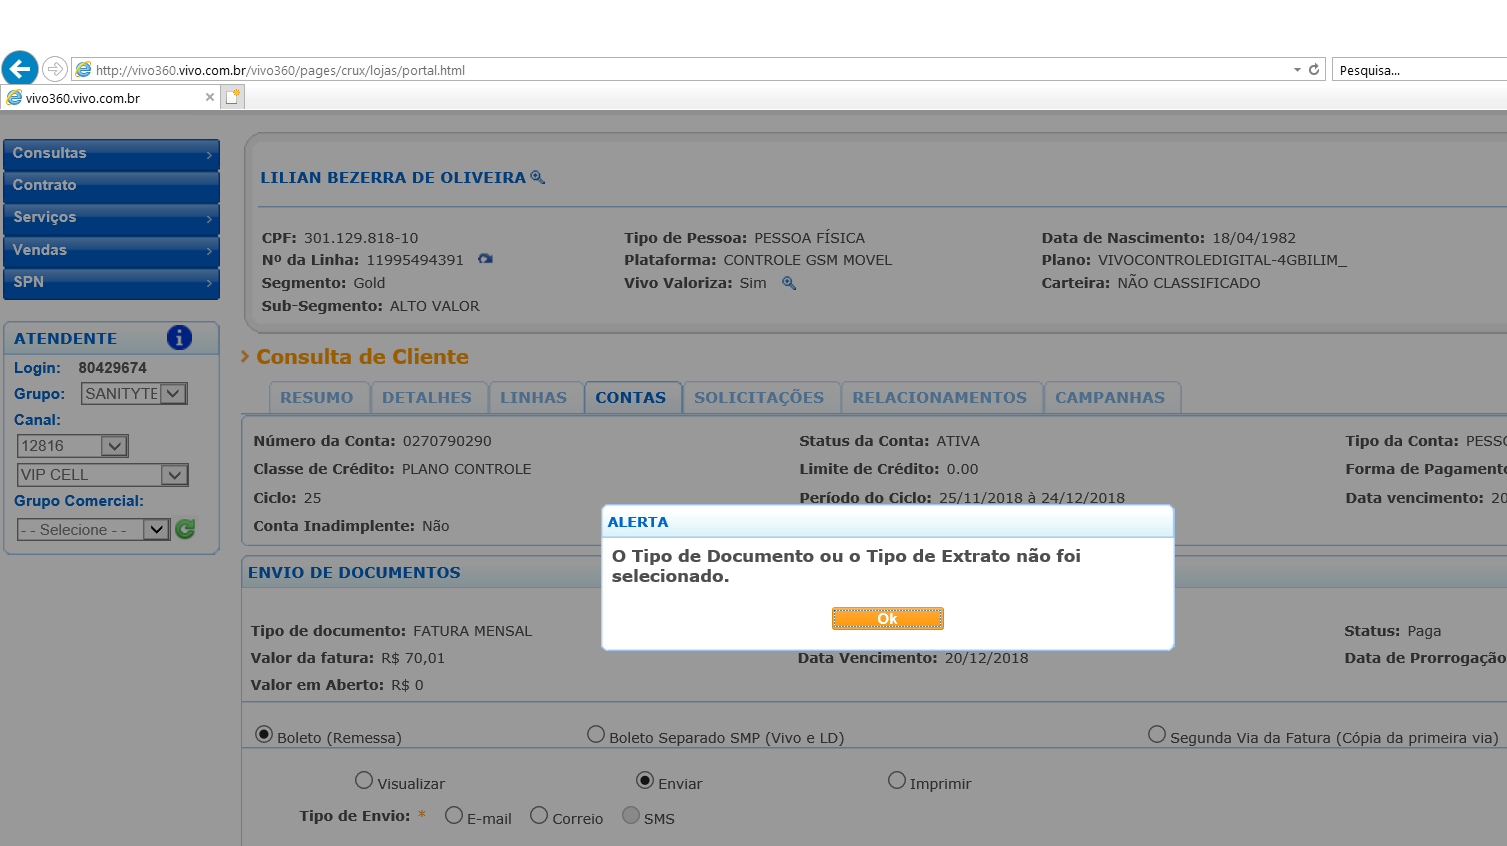 http://vivo360.vivo.com.br/vivo360/pages/crux/lojas/portal.html
Pesquisa...
vivo360.vivo.com.br
Consultas
Contrato
Serviços
Vendas
SPN
ATENDENTE
Login: 80429674
Grupo: SANITYTE
Canal:
12816
VIP CELL
Grupo Comercial:
- - Selecione - -
LILIAN BEZERRA DE OLIVEIRA
CPF: 301.129.818-10 Tipo de Pessoa: PESSOA FÍSICA Data de Nascimento: 18/04/1982
Nº da Linha: 11995494391 Plataforma: CONTROLE GSM MOVEL Plano: VIVOCONTROLEDIGITAL-4GBILIM_
Segmento: Gold Vivo Valoriza: Sim Carteira: NÃO CLASSIFICADO
Sub-Segmento: ALTO VALOR
Consulta de Cliente
RESUMO DETALHES LINHAS CONTAS SOLICITAÇÕES RELACIONAMENTOS CAMPANHAS
Número da Conta: 0270790290 Status da Conta: ATIVA Tipo da Conta: PESSO
Classe de Crédito: PLANO CONTROLE Limite de Crédito: 0.00 Forma de Pagamento
Ciclo: 25 Período do Ciclo: 25/11/2018 à 24/12/2018 Data vencimento: 20
Conta Inadimplente: Não
ALERTA
O Tipo de Documento ou o Tipo de Extrato não foi
selecionado.
Ok
ENVIO DE DOCUMENTOS
Tipo de documento: FATURA MENSAL Status: Paga
Valor da fatura: R$ 70,01 Data Vencimento: 20/12/2018 Data de Prorrogação
Valor em Aberto: R$ 0
Boleto (Remessa) Boleto Separado SMP (Vivo e LD) Segunda Via da Fatura (Cópia da primeira via)
Visualizar Enviar Imprimir
Tipo de Envio: * E-mail Correio SMS